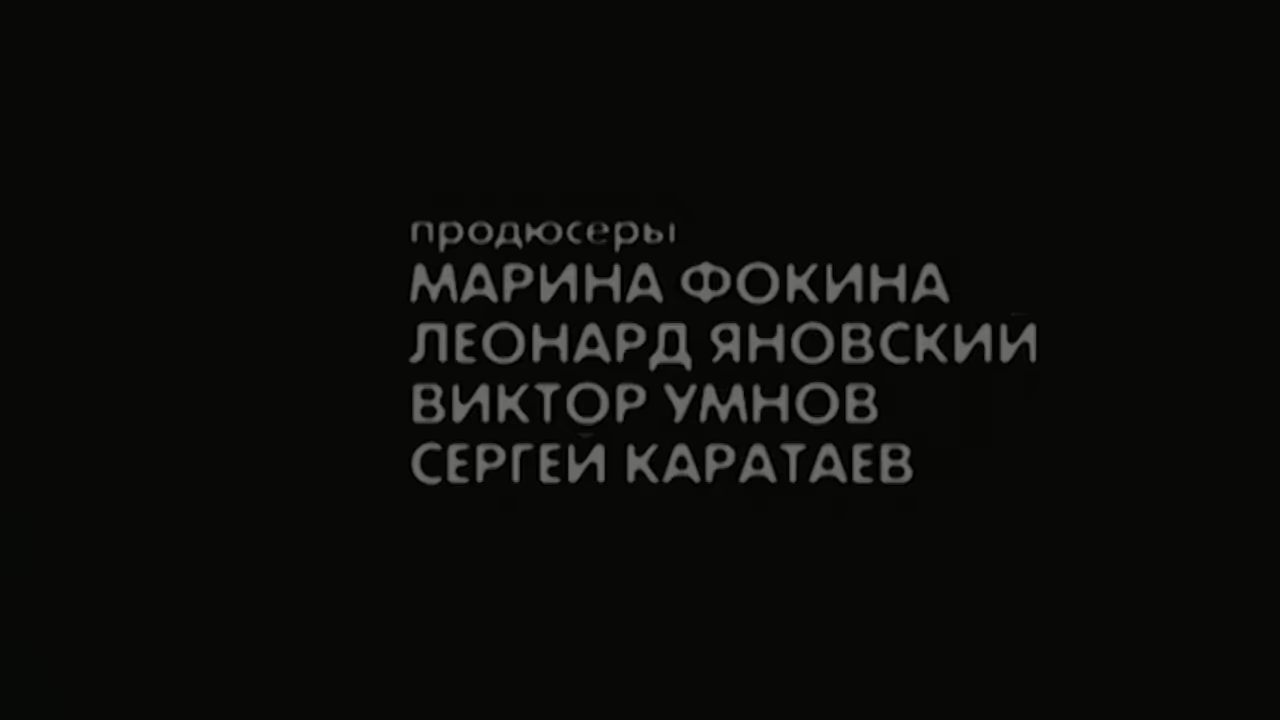 продюсеры
МАРИНА ФОКИНА
ЛЕОНАРД ЯНОВСКИЙ
ВИКТОР УМНОВ
СЕРГЕЙ КАРАТАЕВ